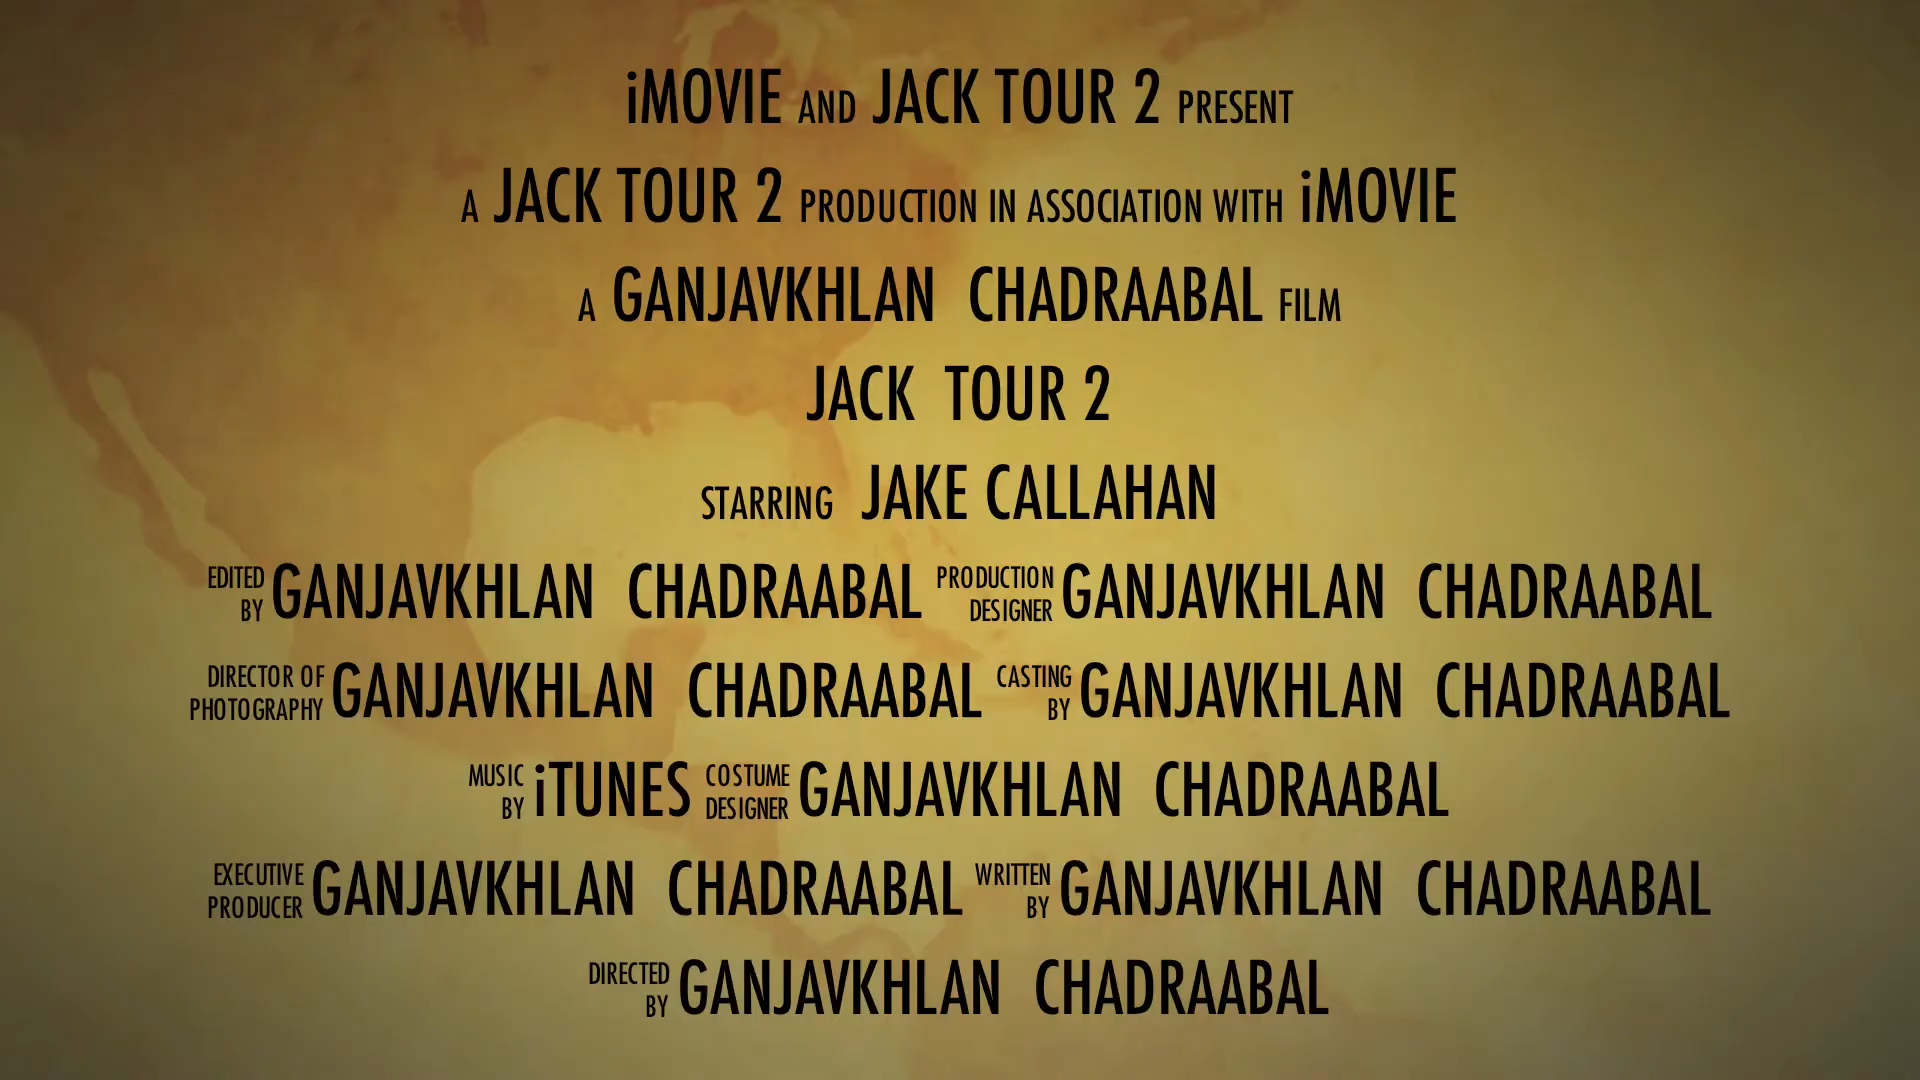 iMOVIE AND JACK TOUR 2 PRESENT
A JACK TOUR 2 PRODUCTION IN ASSOCIATION WITH iMOVIE
A GANJAVKHLAN CHADRAABAL FILM
JACK TOUR 2
STARRING JAKE CALLAHAN
EDITED BY GANJAVKHLAN CHADRAABAL PRODUCTION DESIGNER GANJAVKHLAN CHADRAABAL
DIRECTOR OF PHOTOGRAPHY GANJAVKHLAN CHADRAABAL CASTING BY GANJAVKHLAN CHADRAABAL
MUSIC BY iTUNES COSTUME DESIGNER GANJAVKHLAN CHADRAABAL
EXECUTIVE PRODUCER GANJAVKHLAN CHADRAABAL WRITTEN BY GANJAVKHLAN CHADRAABAL
DIRECTED BY GANJAVKHLAN CHADRAABAL